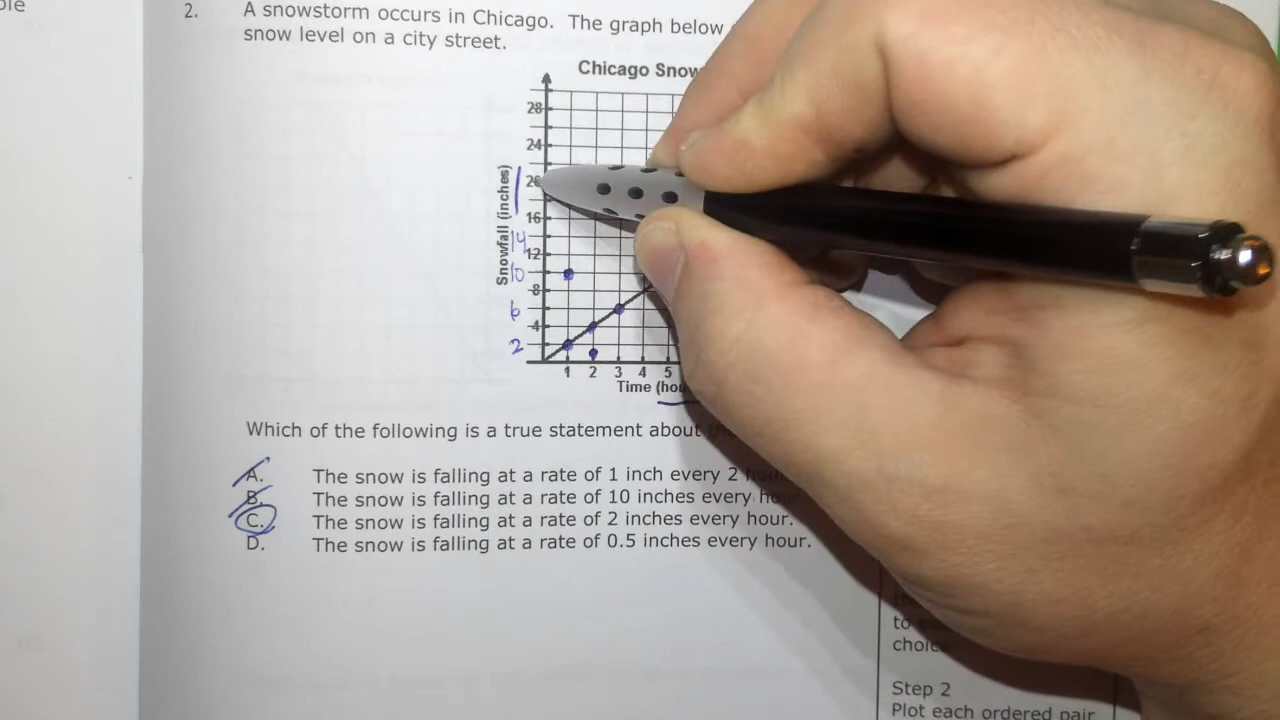 2. A snowstorm occurs in Chicago. The graph below
snow level on a city street.
Chicago Snow
28
24
16
14
12
10
8
6
4
2
Snowfall (inches)
1 2 3 4 5
Time (hou
Which of the following is a true statement about
A. The snow is falling at a rate of 1 inch every 2
B. The snow is falling at a rate of 10 inches every hour
C. The snow is falling at a rate of 2 inches every hour.
D. The snow is falling at a rate of 0.5 inches every hour.
to
Step 2
Plot each ordered pair